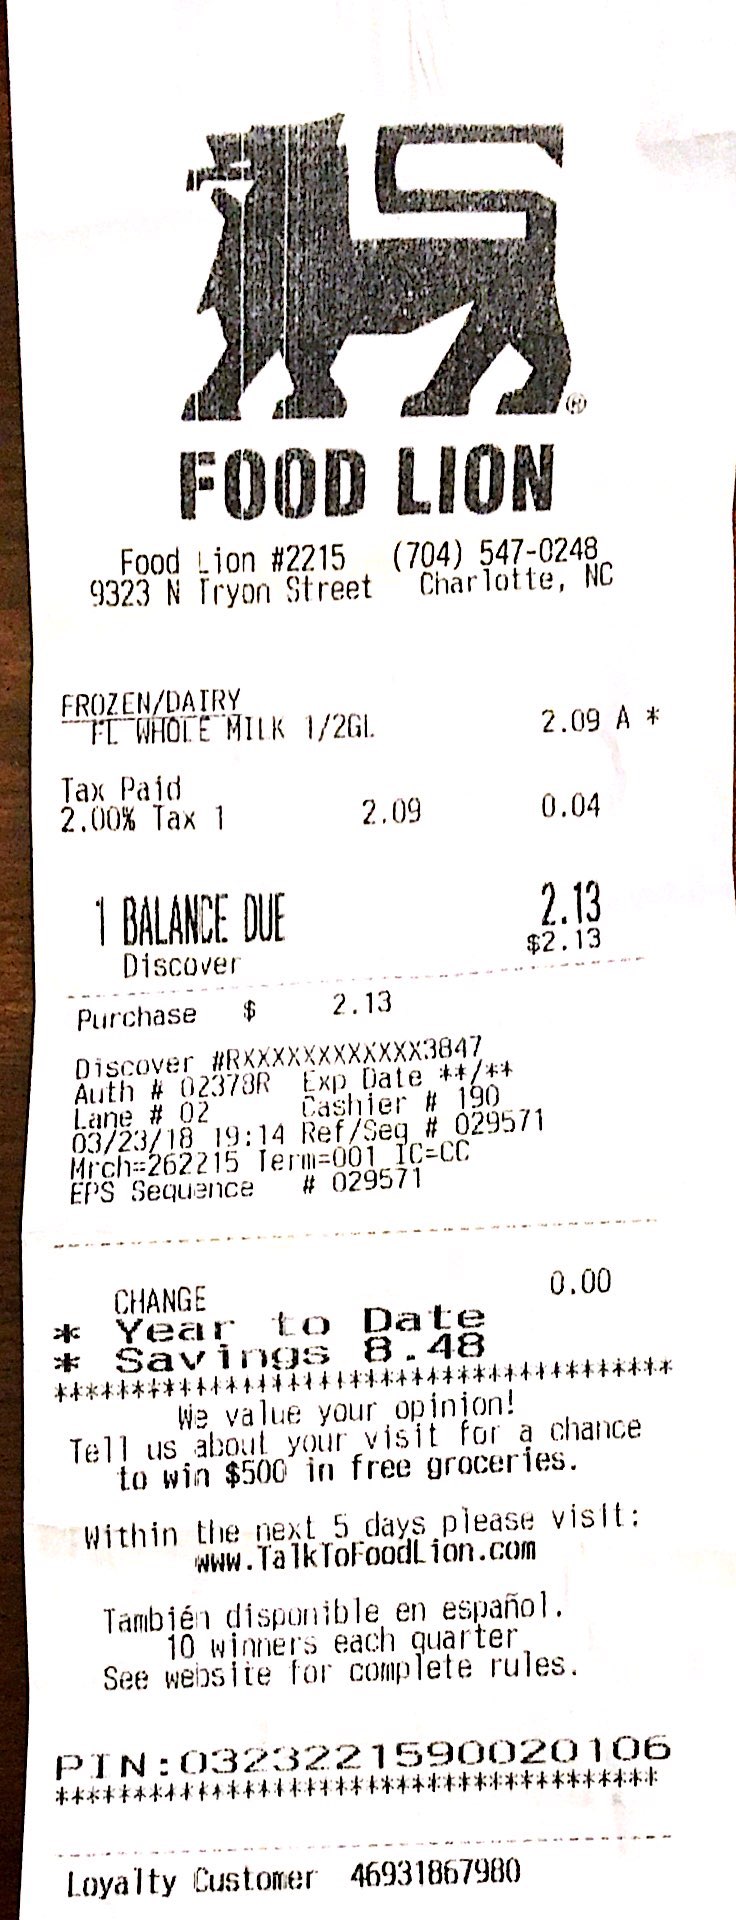 FOOD LION
Food Lion #2215 (704) 547-0248
9323 N Tryon Street Charlotte, NC
FROZEN/DAIRY
FL WHOLE MILK 1/2GL 2.09 A *
Tax Paid
2.00% Tax 1 2.09 0.04
1 BALANCE DUE 2.13
Discover $2.13
Purchase $ 2.13
Discover #RXXXXXXXXXXXX3847
Auth # 02378R Exp Date **/**
Lane # 02 Cashier # 190
03/23/18 19:14 Ref/Seq # 029571
Mrch=262215 Term=001 IC=CC
EPS Sequence # 029571
CHANGE 0.00
* Year to Date
* Savings 8.48
****************************************
We value your opinion!
Tell us about your visit for a chance
to win $500 in free groceries.
Within the next 5 days please visit:
www.TalkToFoodLion.com
También disponible en español.
10 winners each quarter
See website for complete rules.
PIN:0323221590020106
***************************************
Loyalty Customer 46931867980